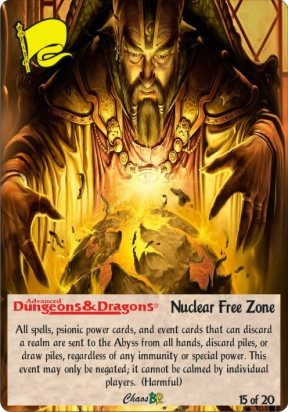 Advanced
Dungeons & Dragons® Nuclear Free Zone
All spells, psionic power cards, and event cards that can discard
a realm are sent to the Abyss from all hands, discard piles, or
draw piles, regardless of any immunity or special power. This
event may only be negated; it cannot be calmed by individual
players. (Harmful)
ChaosBR 15 of 20